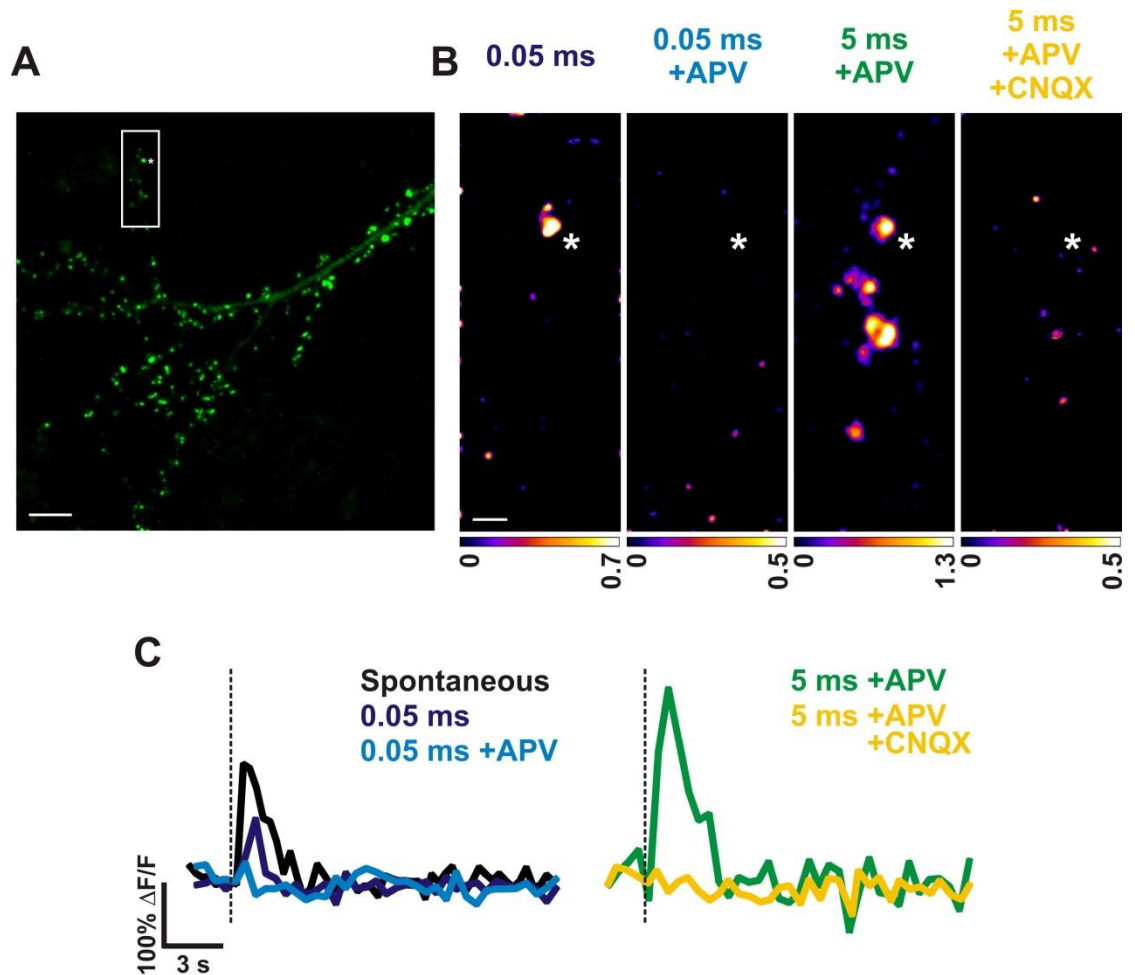 A
B
0.05 ms
0.05 ms
+APV
5 ms
+APV
5 ms
+APV
+CNQX
*
*
*
*
*
0
0.7
0
0.5
0
1.3
0
0.5
C
Spontaneous
0.05 ms
0.05 ms +APV
5 ms +APV
5 ms +APV
+CNQX
100% ΔF/F
3 s